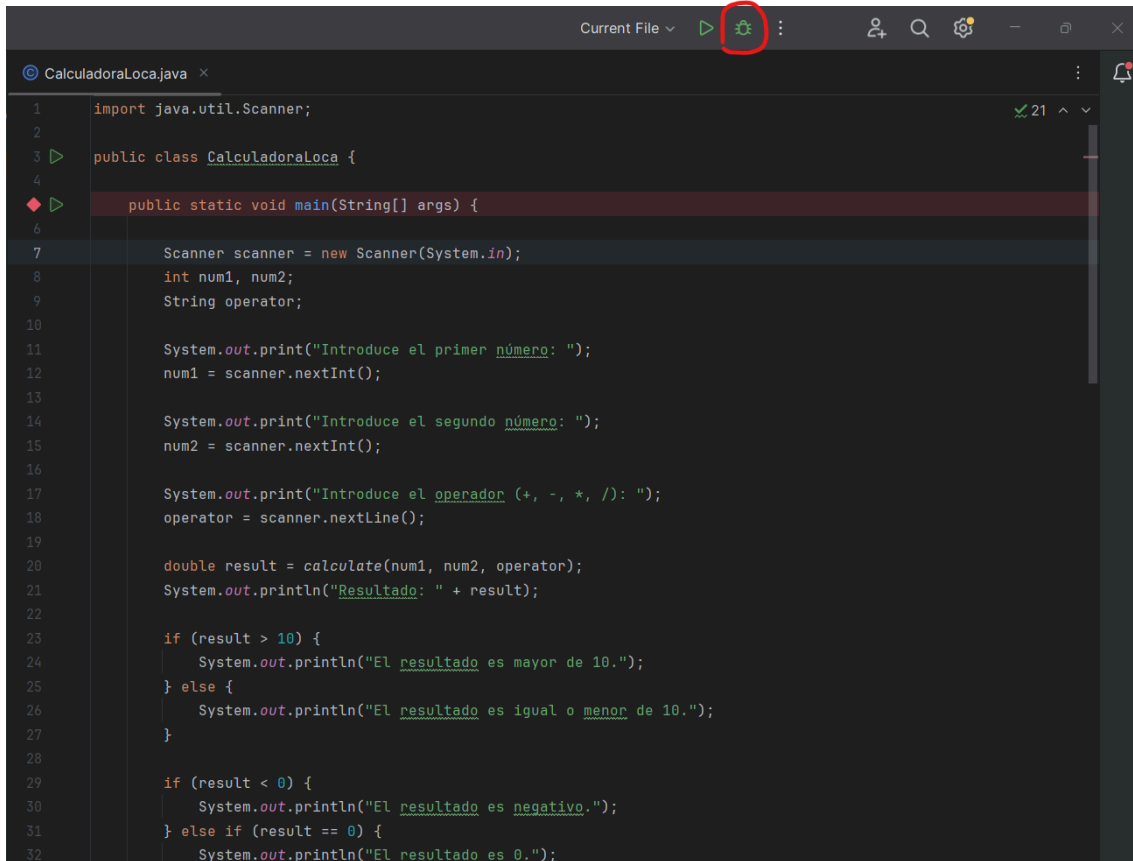 Current File
CalculadoraLoca.java
1 import java.util.Scanner;
21
2
3 public class CalculadoraLoca {
4
public static void main(String[] args) {
6
7 Scanner scanner = new Scanner(System.in);
8 int num1, num2;
9 String operator;
10
11 System.out.print("Introduce el primer número: ");
12 num1 = scanner.nextInt();
13
14 System.out.print("Introduce el segundo número: ");
15 num2 = scanner.nextInt();
16
17 System.out.print("Introduce el operador (+, -, *, /): ");
18 operator = scanner.nextLine();
19
20 double result = calculate(num1, num2, operator);
21 System.out.println("Resultado: " + result);
22
23 if (result > 10) {
24 System.out.println("El resultado es mayor de 10.");
25 } else {
26 System.out.println("El resultado es igual o menor de 10.");
27 }
28
29 if (result < 0) {
30 System.out.println("El resultado es negativo.");
31 } else if (result == 0) {
32 System.out.println("El resultado es 0.");